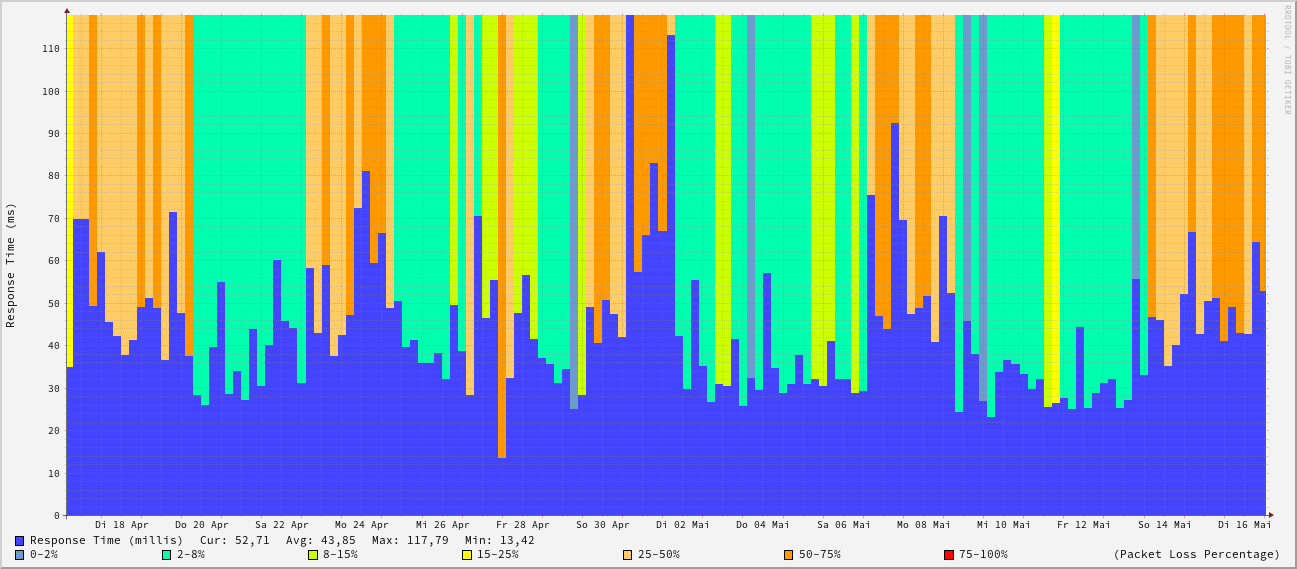 RRDTOOL / TOBI OETIKER
Response Time (ms)
110
100
90
80
70
60
50
40
30
20
10
0
Di 18 Apr Do 20 Apr Sa 22 Apr Mo 24 Apr Mi 26 Apr Fr 28 Apr So 30 Apr Di 02 Mai Do 04 Mai Sa 06 Mai Mo 08 Mai Mi 10 Mai Fr 12 Mai So 14 Mai Di 16 Mai
Response Time (millis) Cur: 52,71 Avg: 43,85 Max: 117,79 Min: 13,42
0-2% 2-8% 8-15% 15-25% 25-50% 50-75% 75-100% (Packet Loss Percentage)